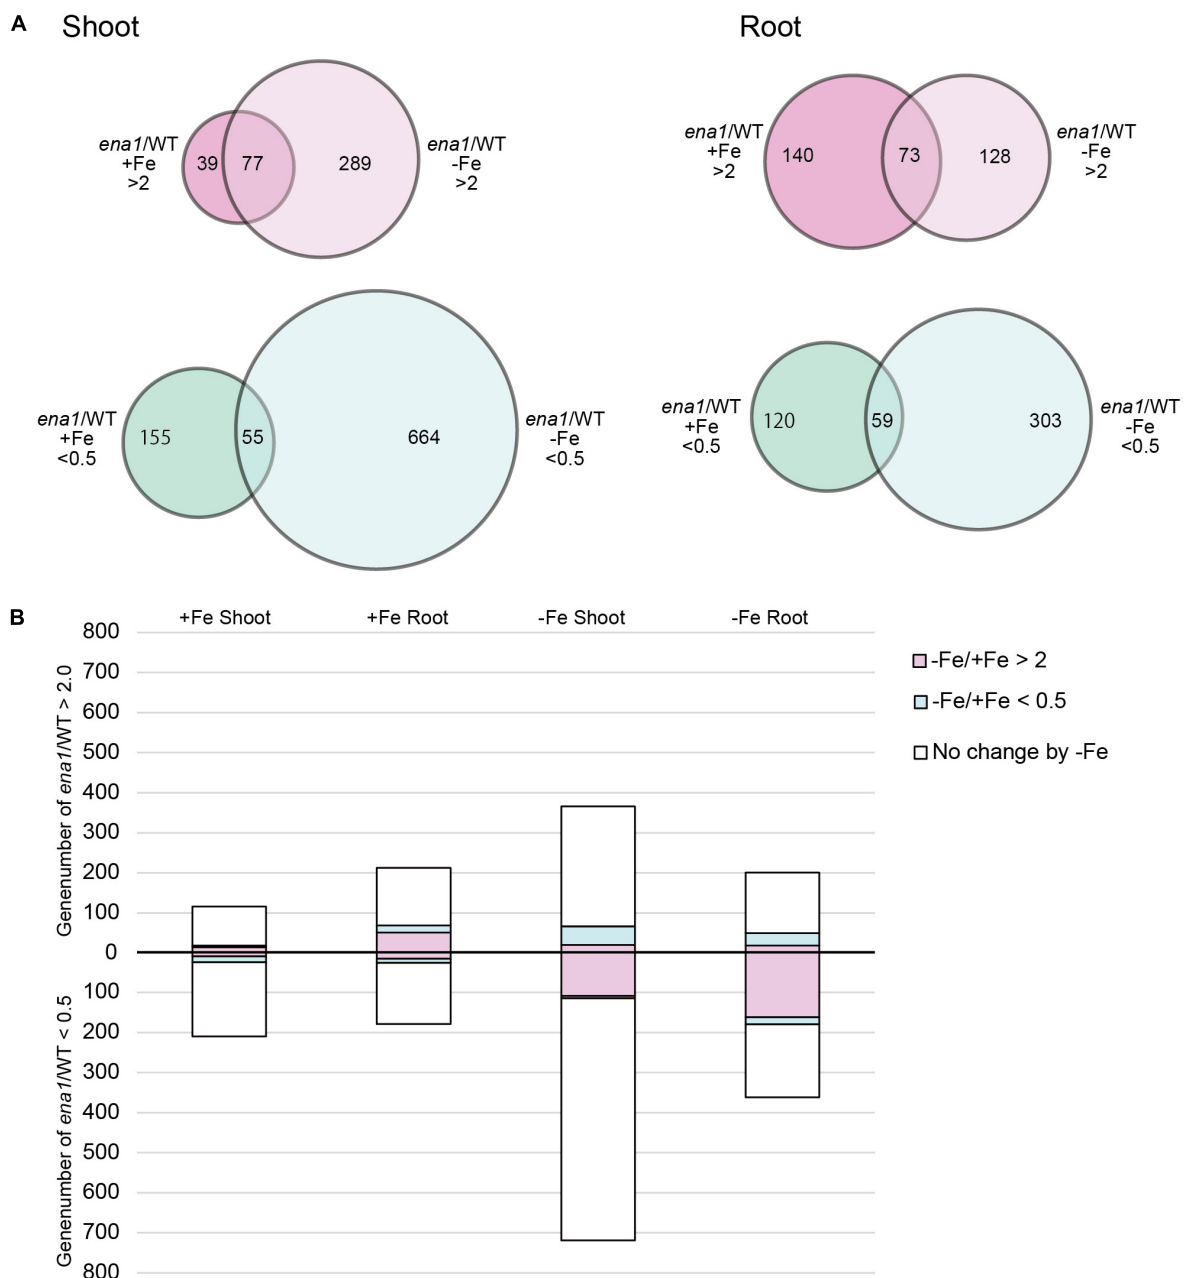 A
Shoot
Root
ena1/WT
+Fe
>2
39
77
289
ena1/WT
-Fe
>2
ena1/WT
+Fe
>2
140
73
128
ena1/WT
-Fe
>2
ena1/WT
+Fe
<0.5
155
55
664
ena1/WT
-Fe
<0.5
ena1/WT
+Fe
<0.5
120
59
303
ena1/WT
-Fe
<0.5
B
+Fe Shoot
+Fe Root
-Fe Shoot
-Fe Root
Genenumber of ena1/WT > 2.0
Genenumber of ena1/WT < 0.5
800
700
600
500
400
300
200
100
0
100
200
300
400
500
600
700
800
-Fe/+Fe > 2
-Fe/+Fe < 0.5
No change by -Fe